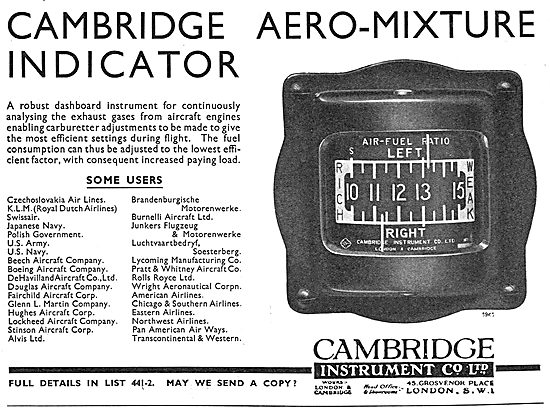 CAMBRIDGE AERO-MIXTURE
INDICATOR
A robust dashboard instrument for continuously
analysing the exhaust gases from aircraft engines
enabling carburetter adjustments to be made to give
the most efficient settings during flight. The fuel
consumption can thus be adjusted to the lowest effi-
cient factor, with consequent increased paying load.
SOME USERS
Czechoslovakia Air Lines.
K.L.M. (Royal Dutch Airlines)
Swissair.
Japanese Navy.
Polish Government.
U.S. Army.
U.S. Navy.
Beech Aircraft Company.
Boeing Aircraft Company.
DeHavilland Aircraft Co., Ltd.
Douglas Aircraft Company.
Fairchild Aircraft Corp.
Glenn L. Martin Company.
Hughes Aircraft Corp.
Lockheed Aircraft Company.
Stinson Aircraft Corp.
Alvis Ltd.
Brandenburgische
Motorenwerke.
Burnelli Aircraft Ltd.
Junkers Flugzeug
& Motorenwerke
Luchtvaartbedryf,
Soesterberg.
Lycoming Manufacturing Co.
Pratt & Whitney Aircraft Co.
Rolls Royce Ltd.
Wright Aeronautical Corpn.
American Airlines.
Chicago & Southern Airlines.
Eastern Airlines.
Northwest Airlines.
Pan American Air Ways.
Transcontinental & Western.
S
AIR-FUEL RATIO
LEFT
RICH
10 11 12 13 15
WEAK
RIGHT
CAMBRIDGE INSTRUMENT CO. LTD
LONDON & CAMBRIDGE
CAMBRIDGE
INSTRUMENT CO LTD
FULL DETAILS IN LIST 441-2. MAY WE SEND A COPY?
WORKS:
LONDON &
CAMBRIDGE
Head Office
& Showrooms:
45, GROSVENOR PLACE
LONDON, S.W.1